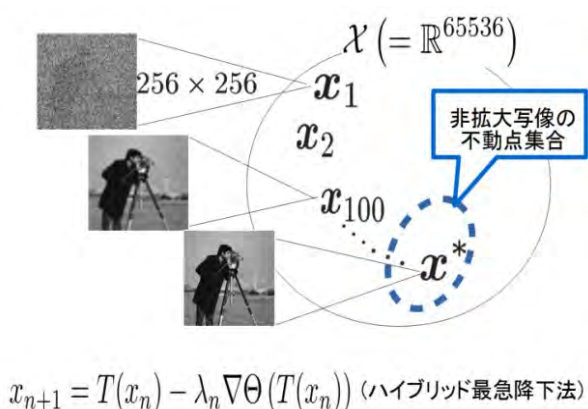 𝒳 (= ℝ^65536)
256 × 256
x_1
非拡大写像の
不動点集合
x_2
x_100
x*
x_{n+1} = T(x_n) − λ_n ∇Θ(T(x_n)) (ハイブリッド最急降下法)